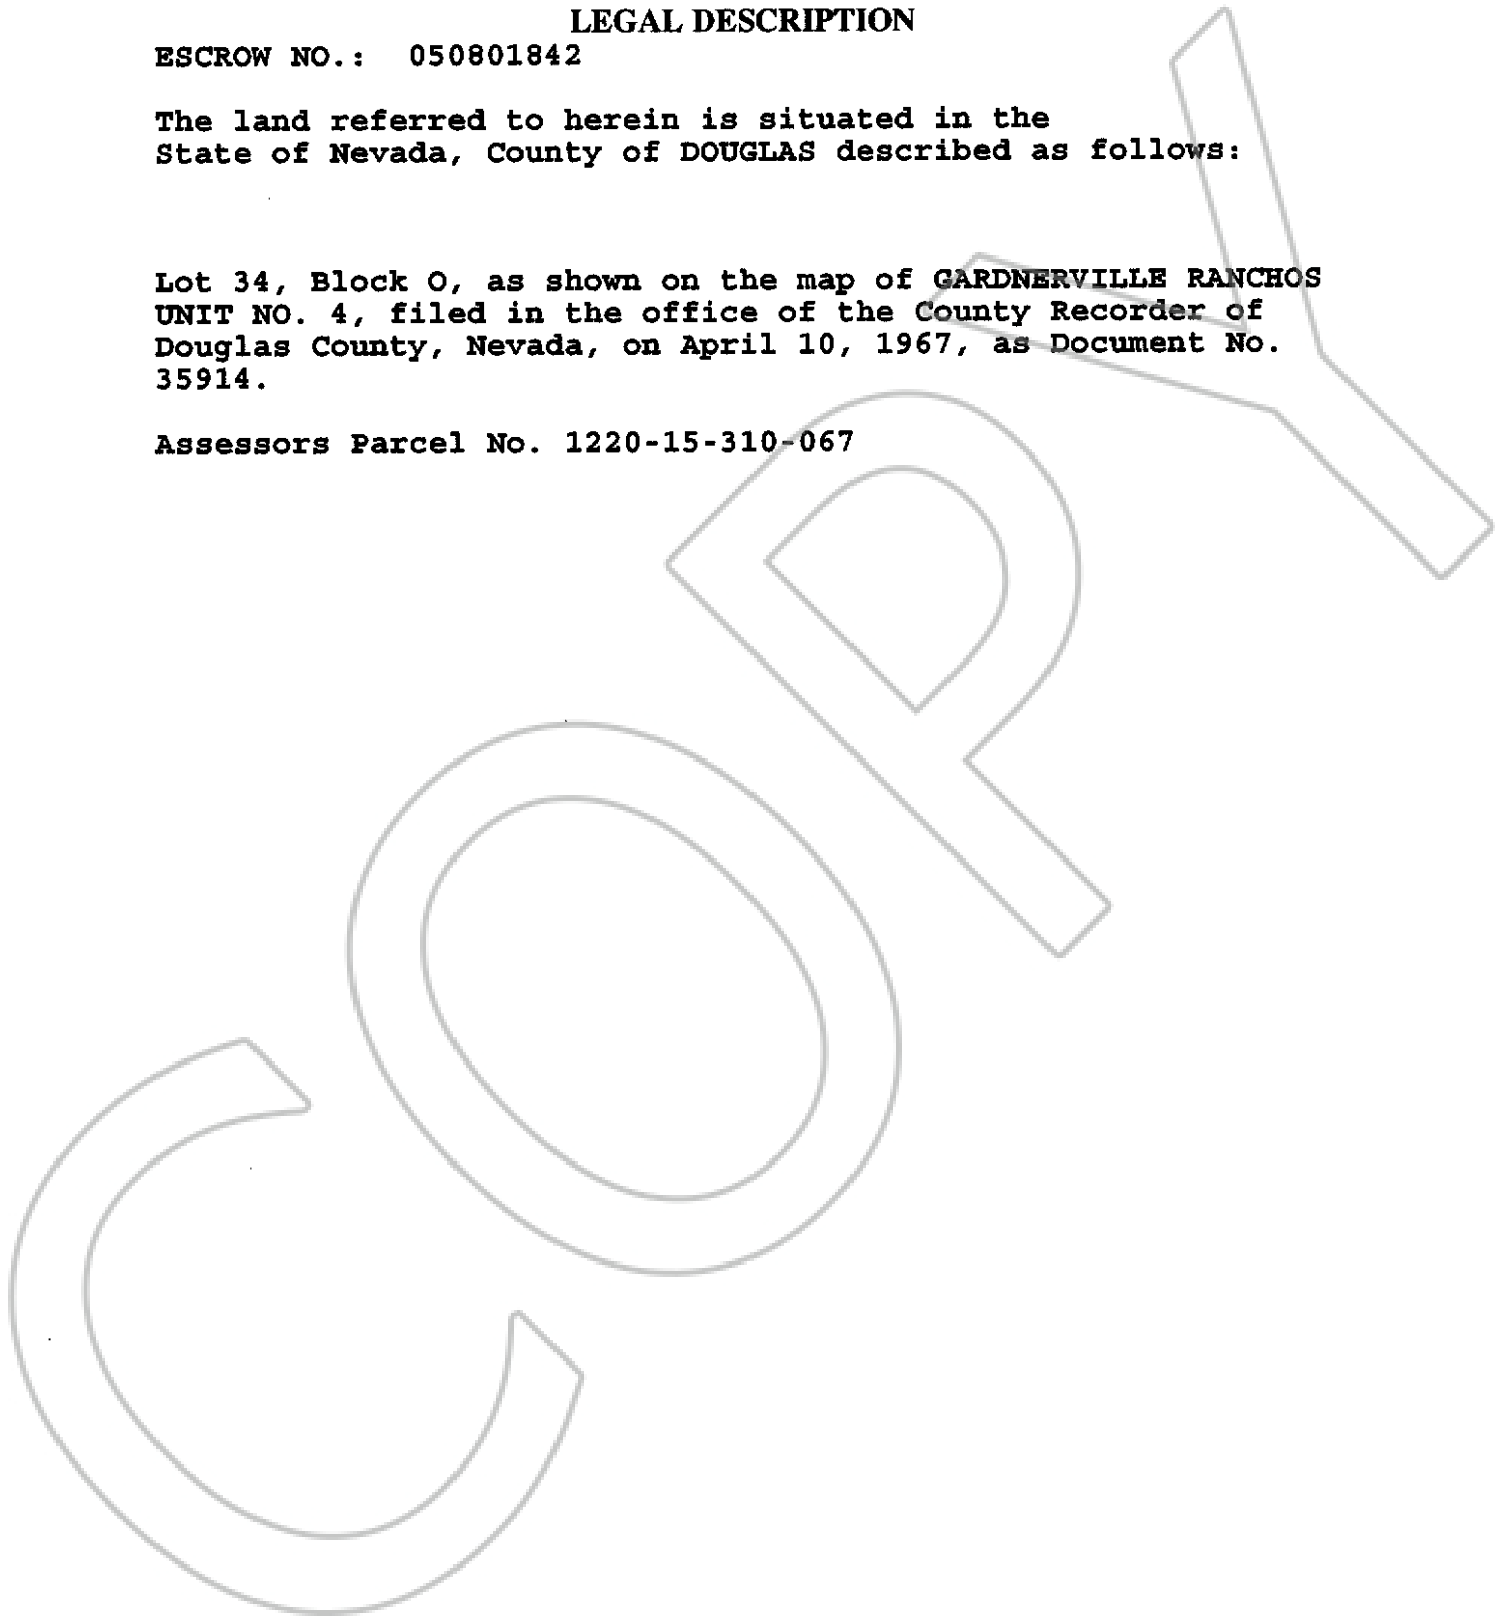 LEGAL DESCRIPTION
ESCROW NO.: 050801842
The land referred to herein is situated in the
State of Nevada, County of DOUGLAS described as follows:
Lot 34, Block O, as shown on the map of GARDNERVILLE RANCHOS
UNIT NO. 4, filed in the office of the County Recorder of
Douglas County, Nevada, on April 10, 1967, as Document No.
35914.
Assessors Parcel No. 1220-15-310-067
COPY